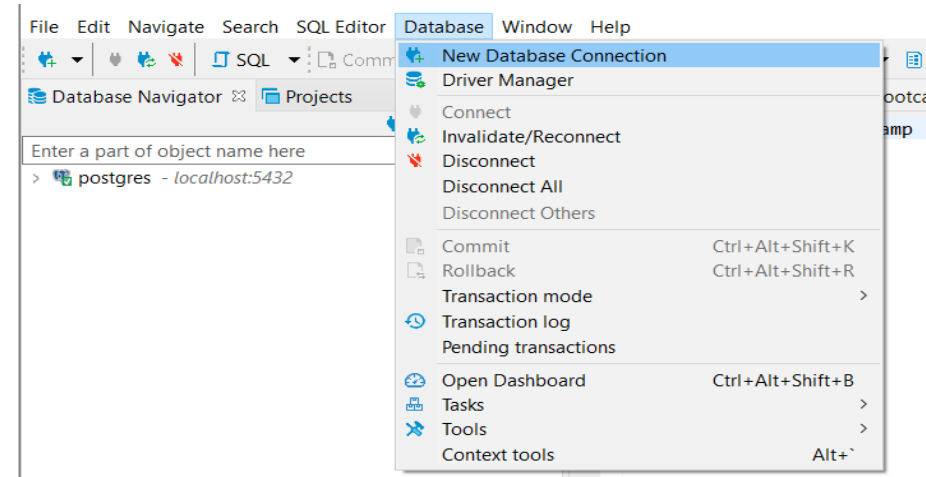 File Edit Navigate Search SQL Editor Database Window Help
SQL Comm
Database Navigator Projects
Enter a part of object name here
postgres - localhost:5432
New Database Connection
Driver Manager
Connect
Invalidate/Reconnect
Disconnect
Disconnect All
Disconnect Others
Commit Ctrl+Alt+Shift+K
Rollback Ctrl+Alt+Shift+R
Transaction mode
Transaction log
Pending transactions
Open Dashboard Ctrl+Alt+Shift+B
Tasks
Tools
Context tools Alt+`
ootca
amp